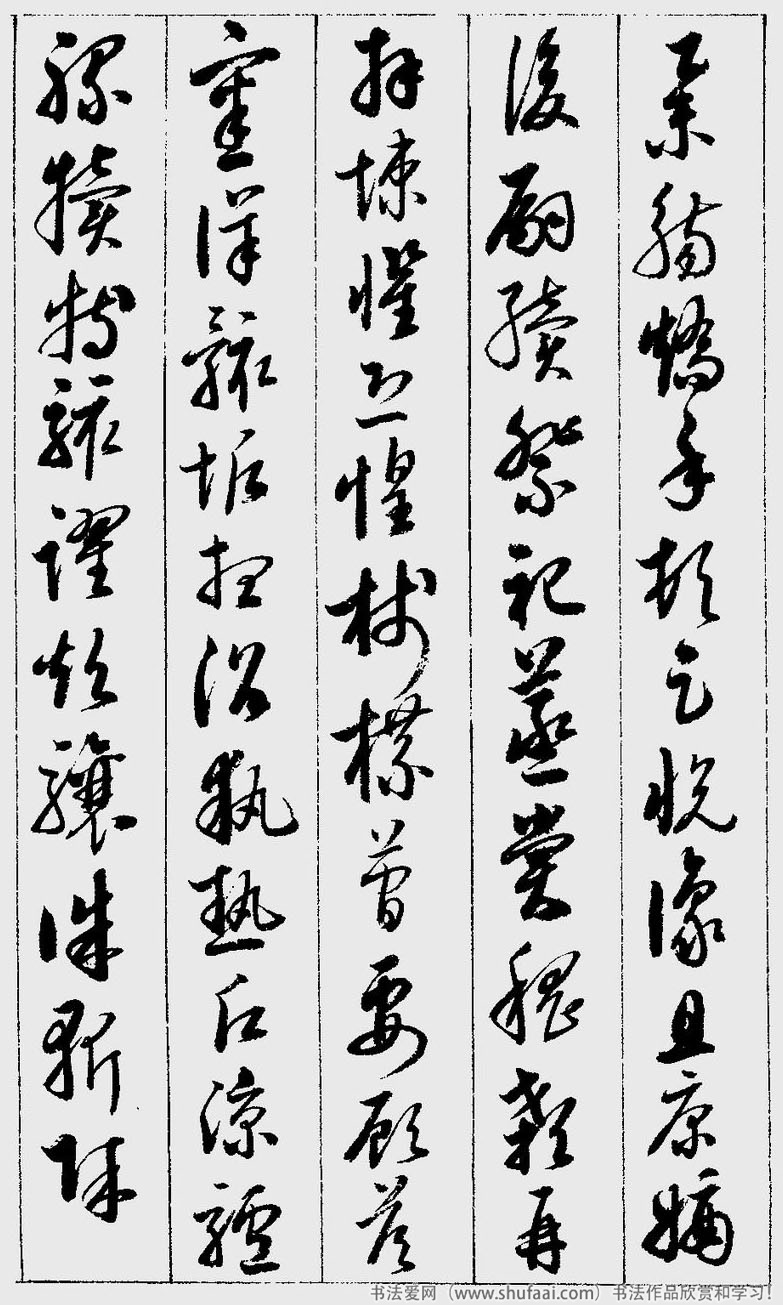 舉觴矯手頓足悅豫且康嫡
後嗣續祭祀蒸嘗稽顙再
拜悚懼恐惶牋牒簡要顧答
審詳骸垢想浴執熱願涼驢
騾犢特駭躍超驤誅斬賊
书法爱网（www.shufaai.com）书法作品欣赏和学习！